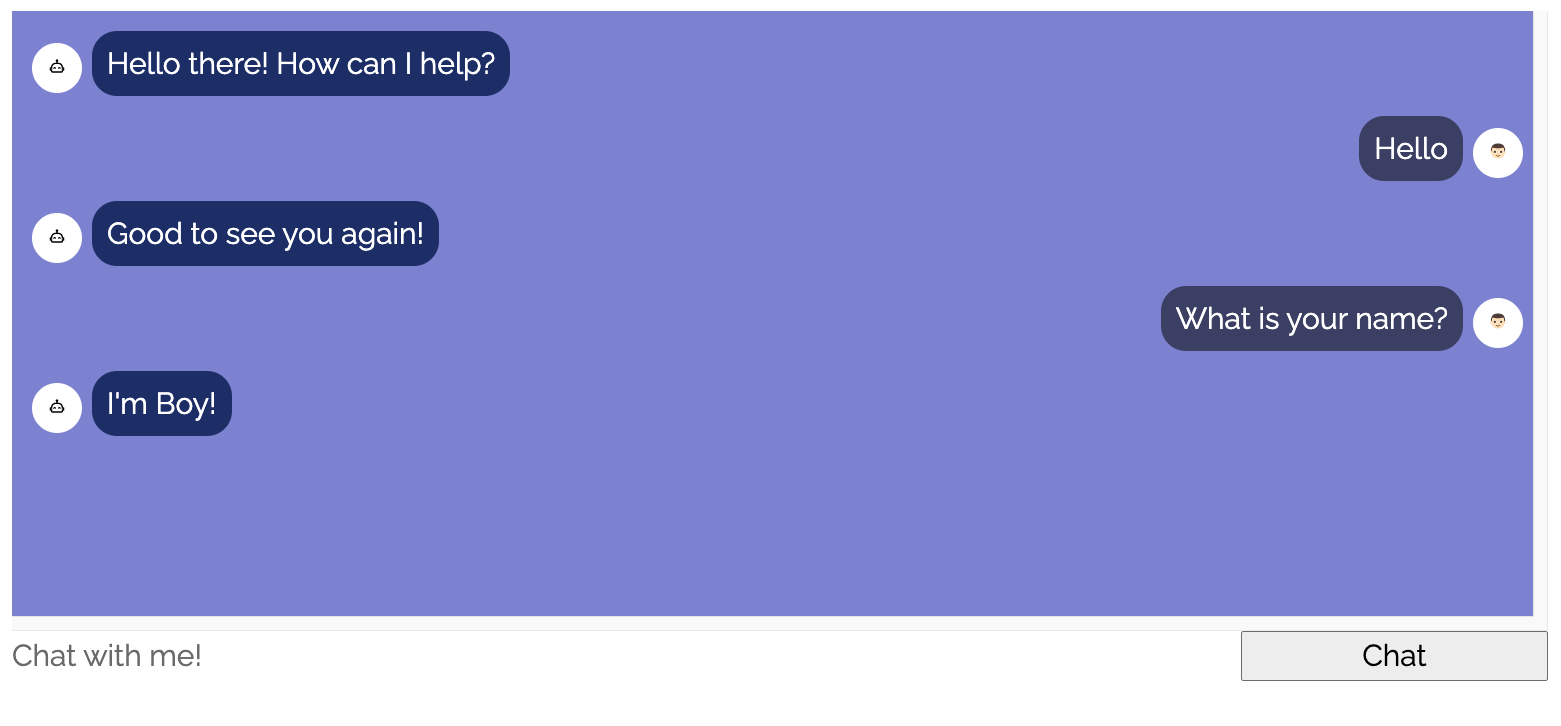 Hello there! How can I help?
Hello
Good to see you again!
What is your name?
I'm Boy!
Chat with me!
Chat